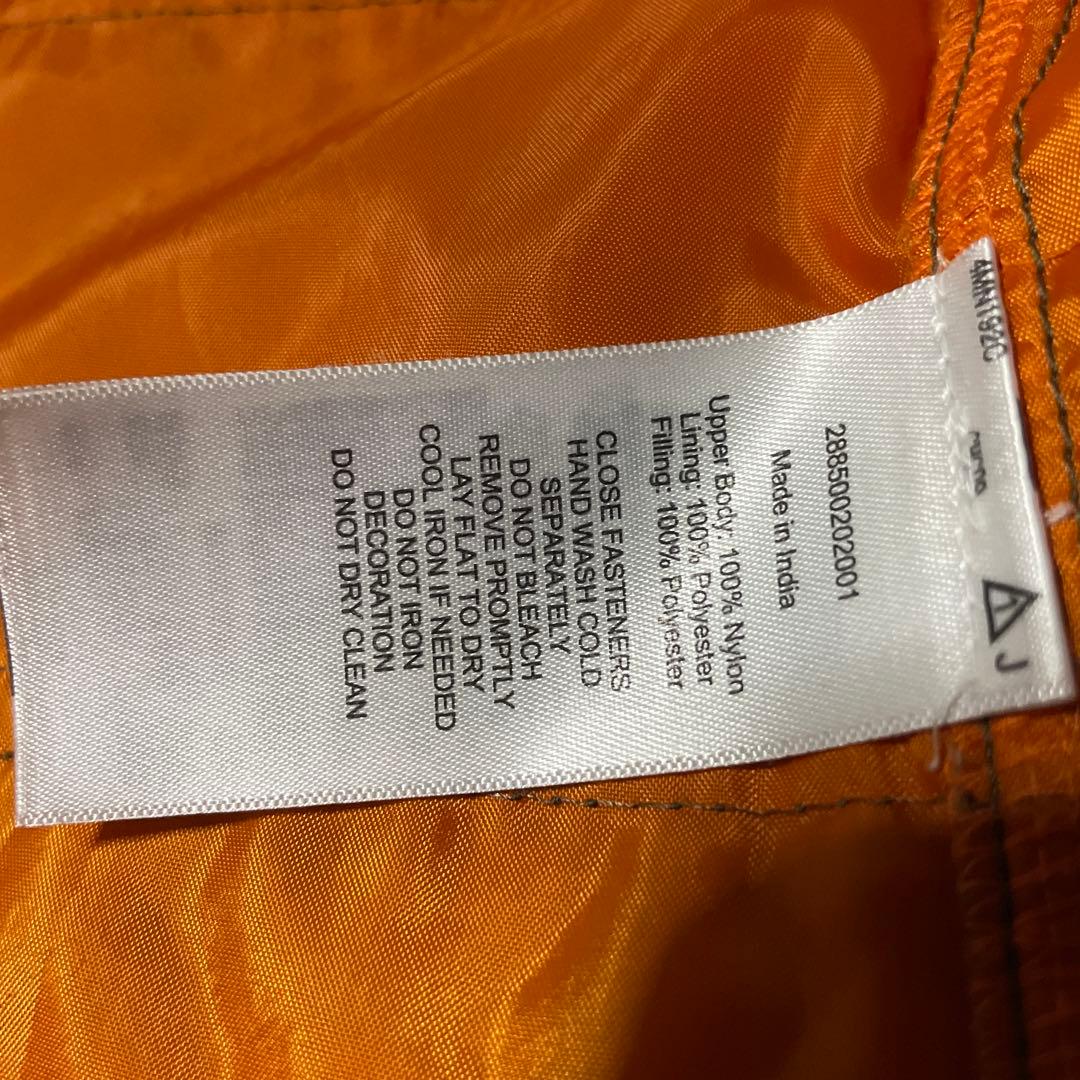 J
288500202001
Made in India
Upper Body: 100% Nylon
Lining: 100% Polyester
Filling: 100% Polyester
CLOSE FASTENERS
HAND WASH COLD
SEPARATELY
DO NOT BLEACH
REMOVE PROMPTLY
LAY FLAT TO DRY
COOL IRON IF NEEDED
DO NOT IRON
DECORATION
DO NOT DRY CLEAN